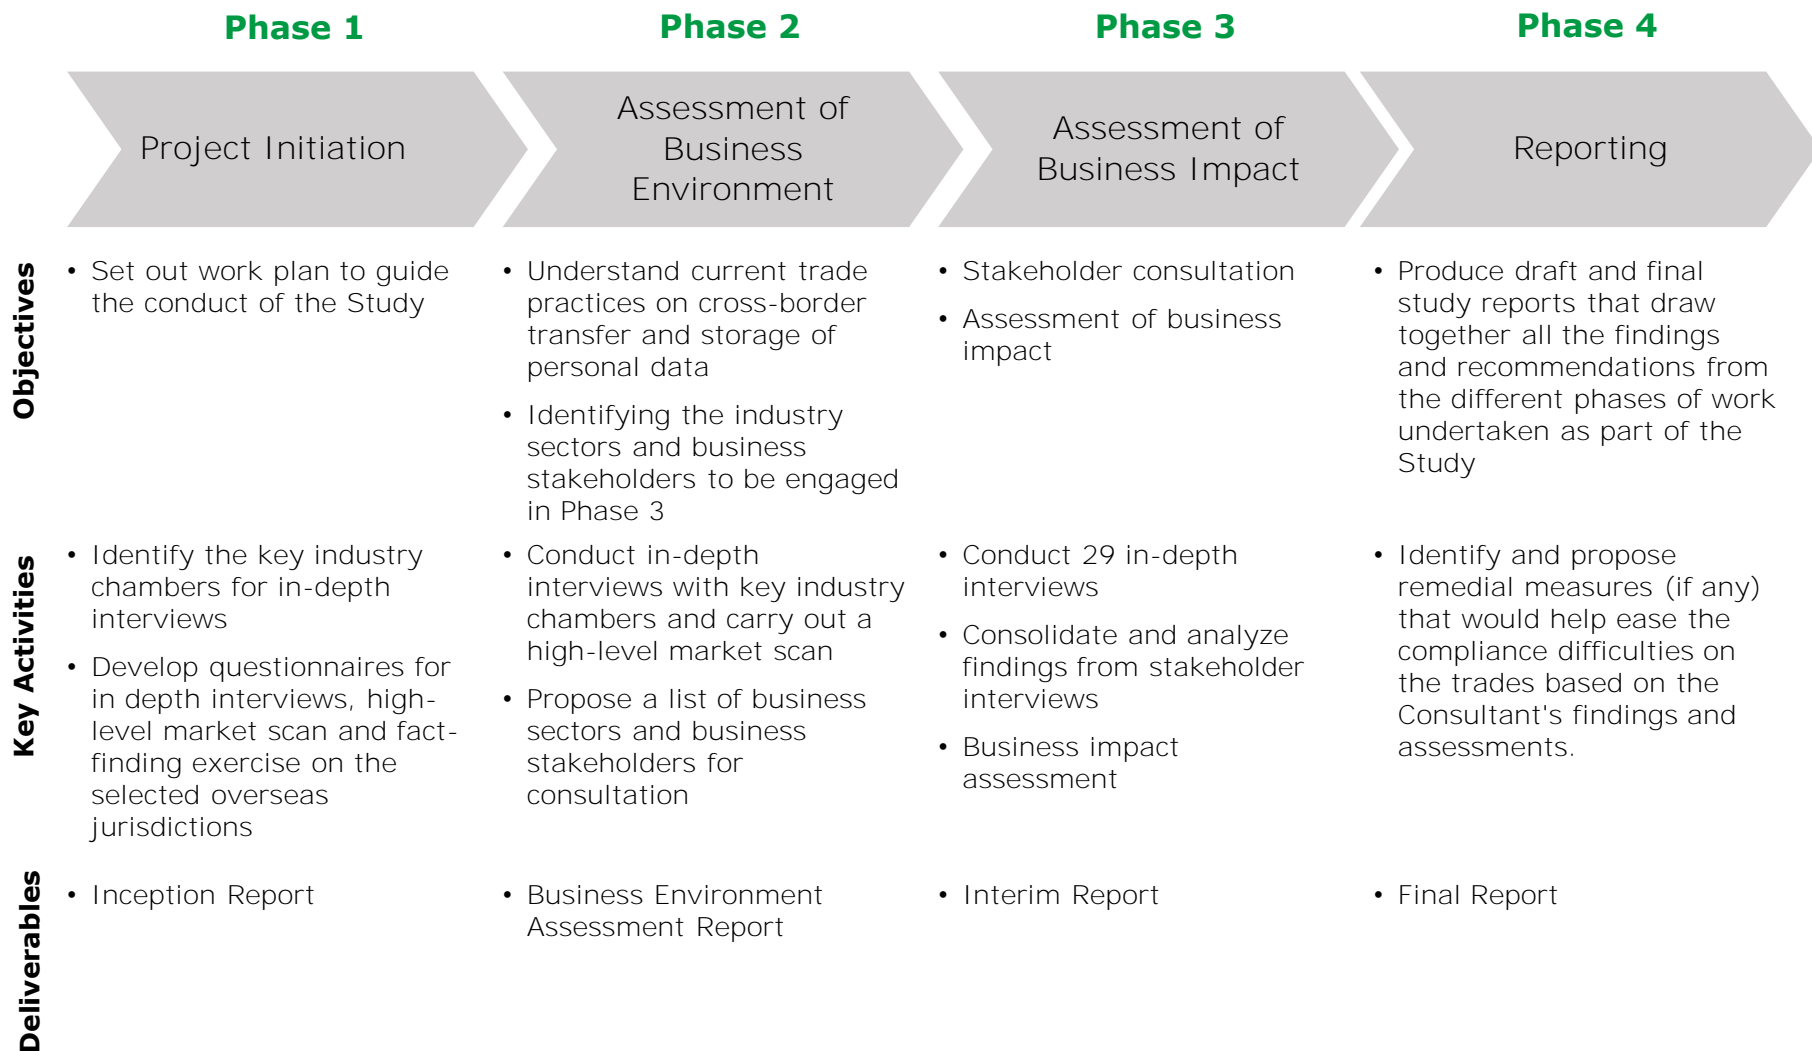 Phase 1
Phase 2
Phase 3
Phase 4
Project Initiation
Assessment of
Business
Environment
Assessment of
Business Impact
Reporting
Objectives
• Set out work plan to guide
the conduct of the Study
• Understand current trade
practices on cross-border
transfer and storage of
personal data
• Identifying the industry
sectors and business
stakeholders to be engaged
in Phase 3
• Stakeholder consultation
• Assessment of business
impact
• Produce draft and final
study reports that draw
together all the findings
and recommendations from
the different phases of work
undertaken as part of the
Study
Key Activities
• Identify the key industry
chambers for in-depth
interviews
• Develop questionnaires for
in depth interviews, high-
level market scan and fact-
finding exercise on the
selected overseas
jurisdictions
• Conduct in-depth
interviews with key industry
chambers and carry out a
high-level market scan
• Propose a list of business
sectors and business
stakeholders for
consultation
• Conduct 29 in-depth
interviews
• Consolidate and analyze
findings from stakeholder
interviews
• Business impact
assessment
• Identify and propose
remedial measures (if any)
that would help ease the
compliance difficulties on
the trades based on the
Consultant's findings and
assessments.
Deliverables
• Inception Report
• Business Environment
Assessment Report
• Interim Report
• Final Report